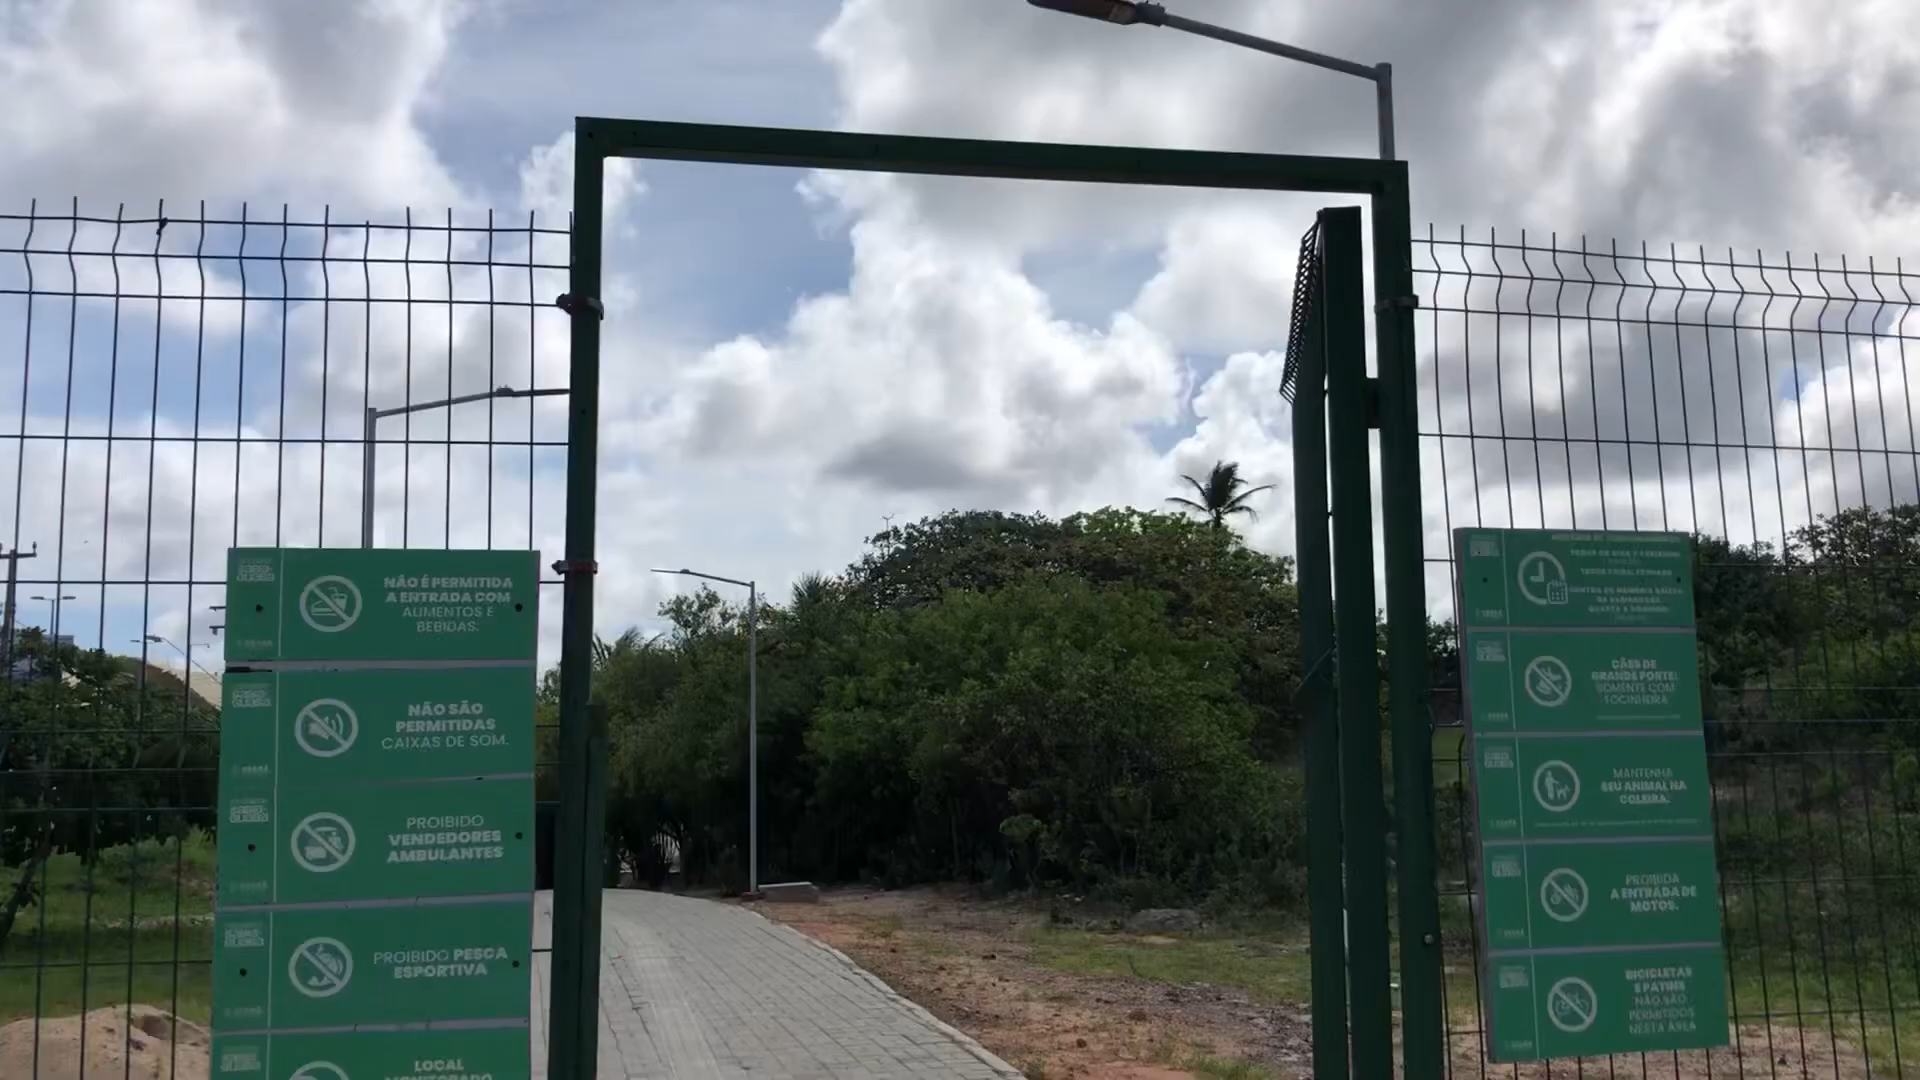 NÃO É PERMITIDA
A ENTRADA COM
ALIMENTOS E
BEBIDAS.
NÃO SÃO
PERMITIDAS
CAIXAS DE SOM.
PROIBIDO
VENDEDORES
AMBULANTES
PROIBIDO PESCA
ESPORTIVA
LOCAL
MONITORADO
CÃES DE
GRANDE PORTE:
SOMENTE COM
FOCINHEIRA
MANTENHA
SEU ANIMAL NA
COLEIRA.
PROIBIDA
A ENTRADA DE
MOTOS.
BICICLETAS
E PATINS
NÃO SÃO
PERMITIDOS
NESTA ÁREA